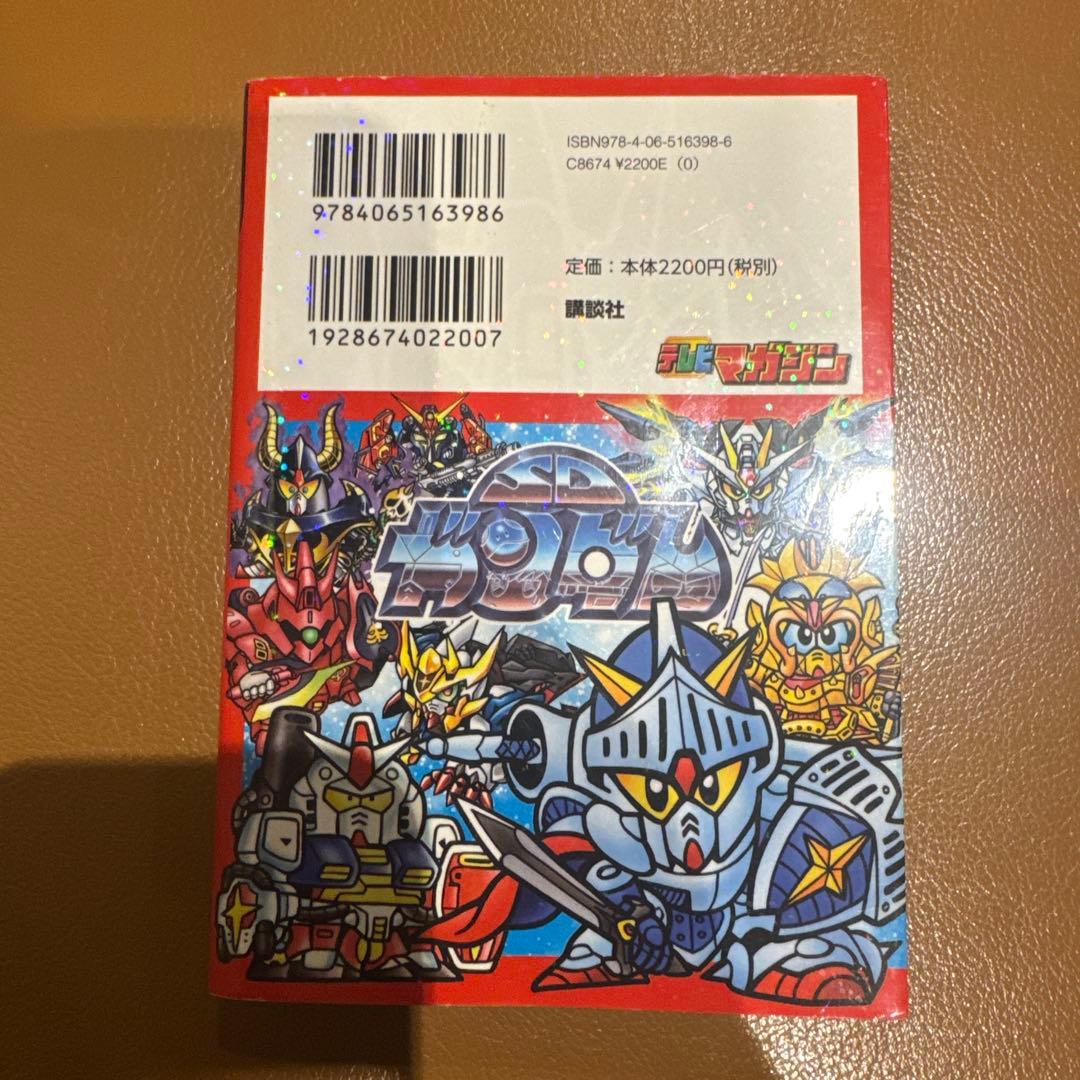 ISBN978-4-06-516398-6
C8674 ¥2200E (0)
9784065163986
定価：本体2200円(税別)
1928674022007
講談社
テレビマガジン
SD
ガンダム